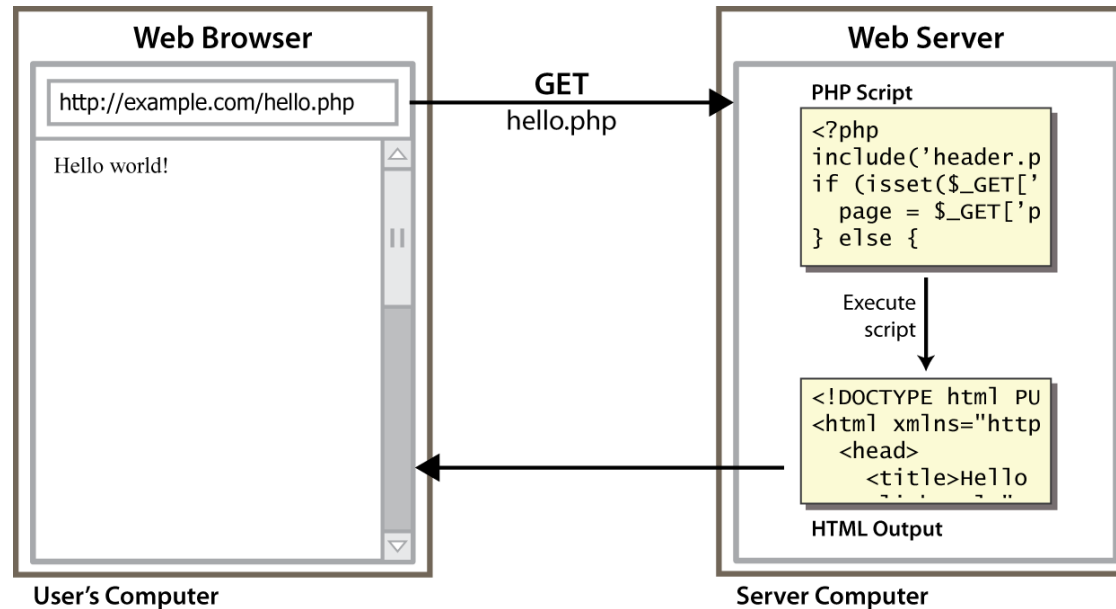 Web Browser
http://example.com/hello.php
Hello world!
User's Computer
GET
hello.php
Web Server
PHP Script
<?php
include('header.p
if (isset($_GET['
  page = $_GET['p
} else {
Execute
script
<!DOCTYPE html PU
<html xmlns="http
  <head>
    <title>Hello
HTML Output
Server Computer